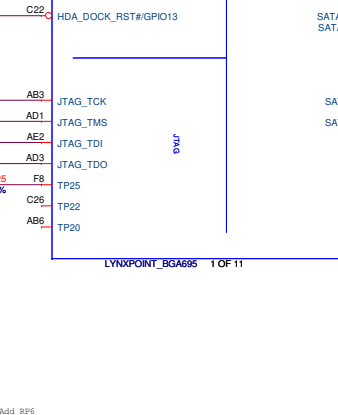 C22 HDA_DOCK_RST#/GPIO13 SATA
SATA
AB3 JTAG_TCK SA
AD1 JTAG_TMS SA
AE2 JTAG_TDI
JTAG
AD3 JTAG_TDO
25 F8 TP25
%
C26 TP22
AB6 TP20
LYNXPOINT_BGA695 1 OF 11
Add RP6